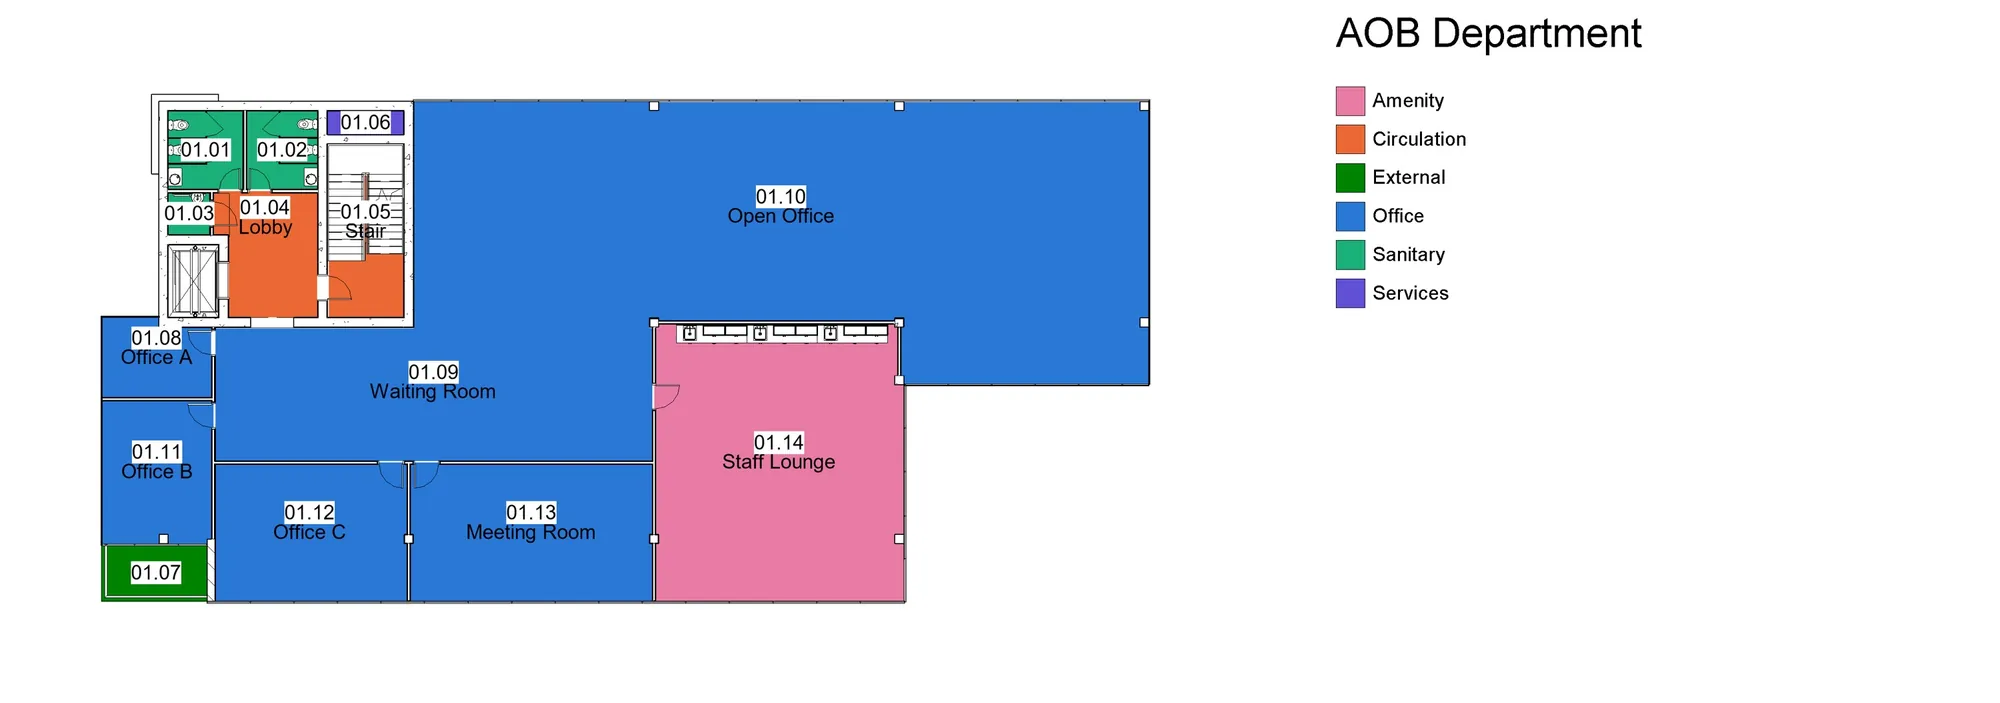 AOB Department
Amenity
Circulation
External
Office
Sanitary
Services
01.01
01.02
01.03
01.04
Lobby
01.05
Stair
01.06
01.10
Open Office
01.08
Office A
01.09
Waiting Room
01.11
Office B
01.14
Staff Lounge
01.12
Office C
01.13
Meeting Room
01.07